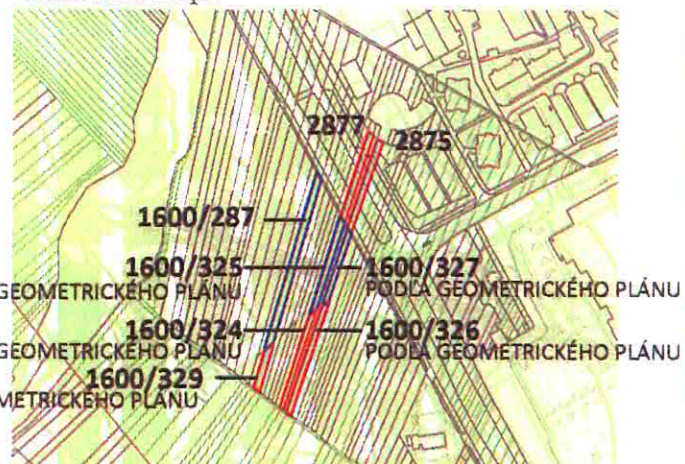 2877
2875
1600/287
1600/325
GEOMETRICKÉHO PLÁNU
1600/327
PODĽA GEOMETRICKÉHO PLÁNU
1600/324
GEOMETRICKÉHO PLÁNU
1600/326
PODĽA GEOMETRICKÉHO PLÁNU
1600/329
METRICKÉHO PLÁNU